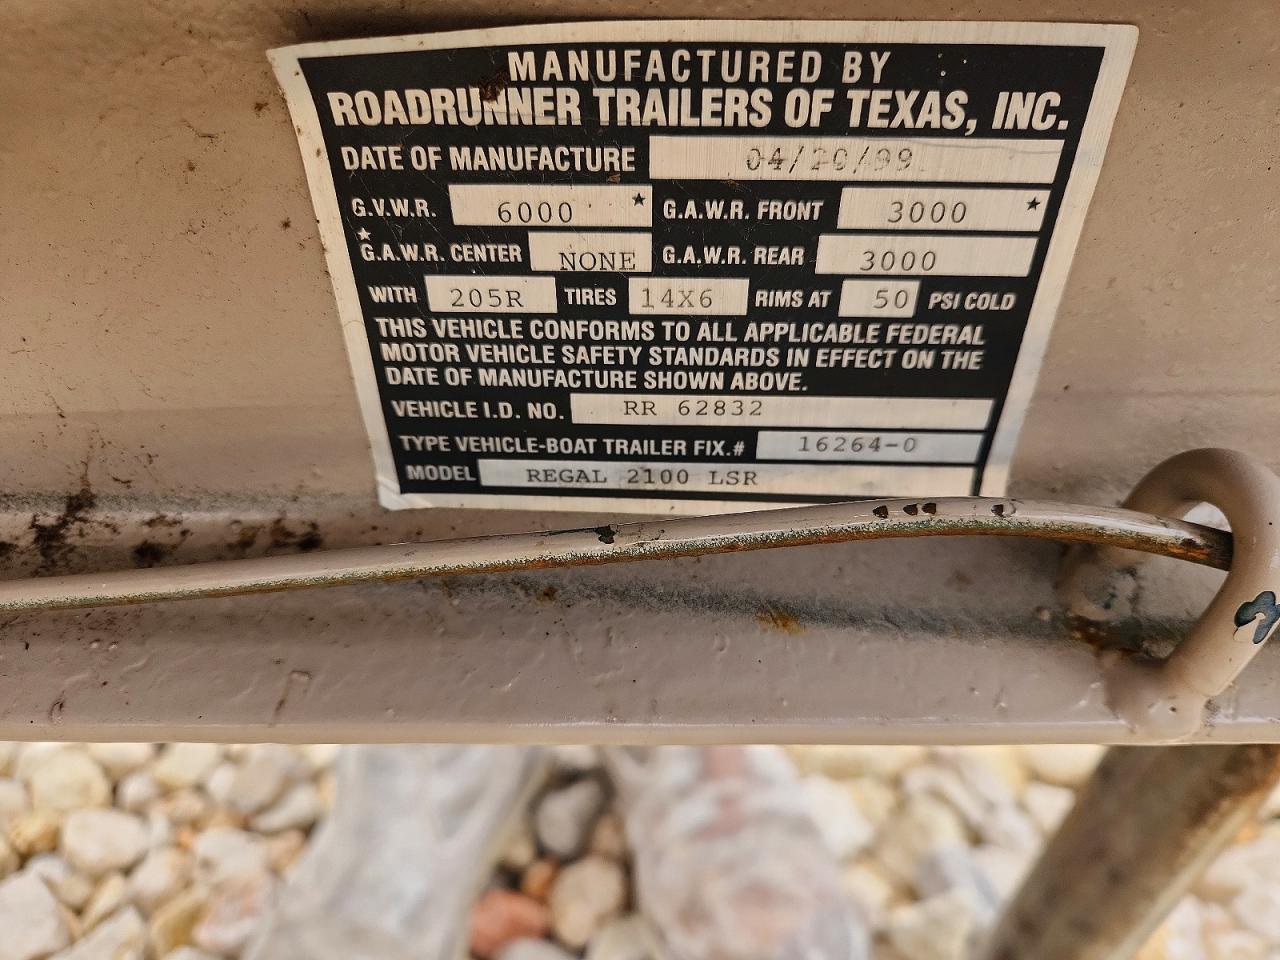 MANUFACTURED BY
ROADRUNNER TRAILERS OF TEXAS, INC.
DATE OF MANUFACTURE 04/20/99
G.V.W.R. 6000 ★ G.A.W.R. FRONT 3000 ★
★ G.A.W.R. CENTER NONE G.A.W.R. REAR 3000
WITH 205R TIRES 14X6 RIMS AT 50 PSI COLD
THIS VEHICLE CONFORMS TO ALL APPLICABLE FEDERAL
MOTOR VEHICLE SAFETY STANDARDS IN EFFECT ON THE
DATE OF MANUFACTURE SHOWN ABOVE.
VEHICLE I.D. NO. RR 62832
TYPE VEHICLE-BOAT TRAILER FIX.# 16264-0
MODEL REGAL 2100 LSR